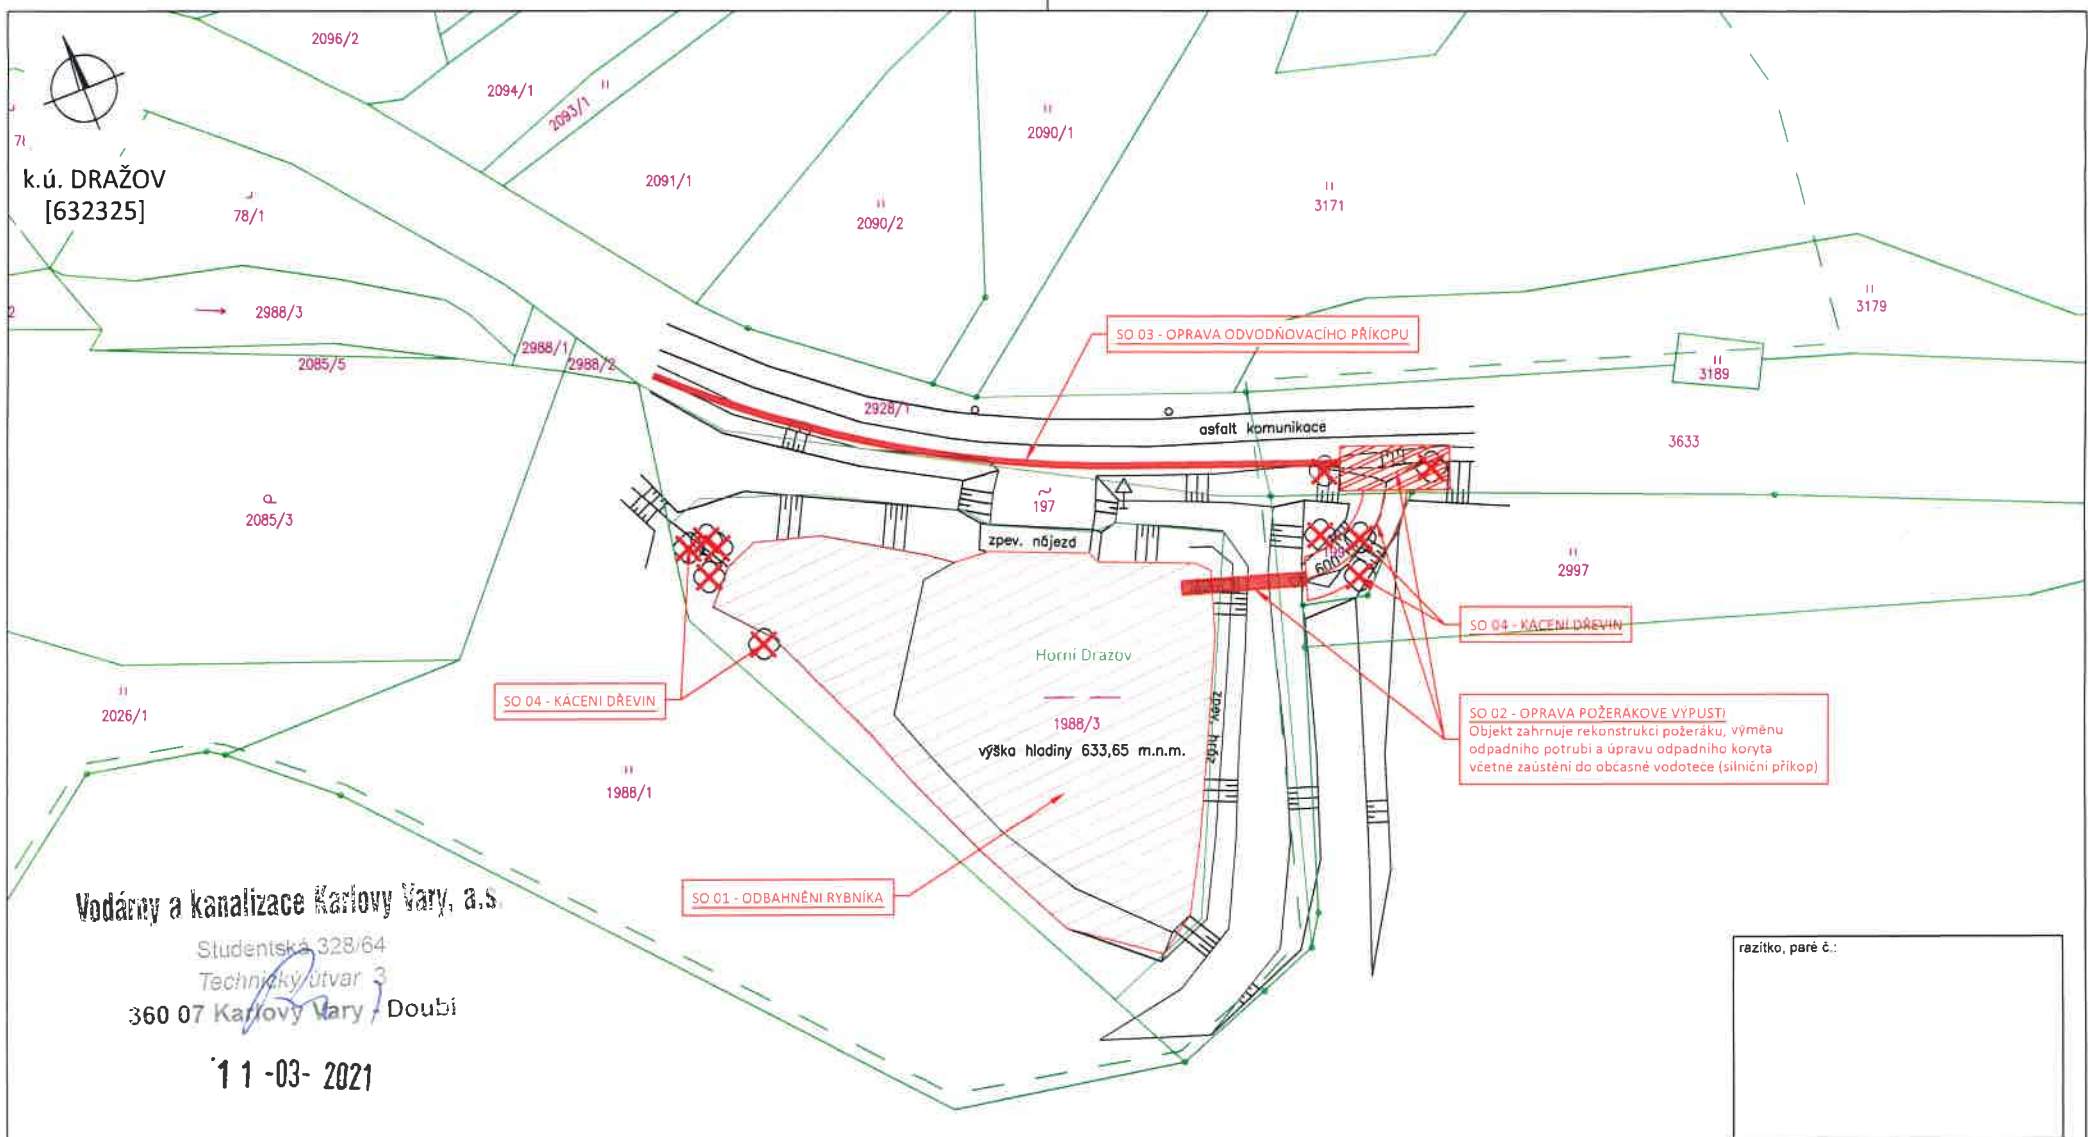 2096/2
2094/1
2093/1
2090/1
2091/1
2090/2
3171
k.ú. DRAŽOV
[632325]
78/1
2988/3
2988/1
2988/2
2085/5
3179
3189
SO 03 - OPRAVA ODVODŇOVACÍHO PŘÍKOPU
2928/1
asfalt komunikace
3633
2085/3
197
zpev. nájezd
600
2997
SO 04 - KÁCENÍ DŘEVIN
Horní Dražov
SO 04 - KÁCENÍ DŘEVIN
2026/1
1988/3
výška hladiny 633,65 m.n.m.
zpev. hráz
SO 02 - OPRAVA POŽERÁKOVÉ VÝPUSTI
Objekt zahrnuje rekonstrukci požeráku, výměnu
odpadního potrubí a úpravu odpadního koryta
včetně zaústění do občasné vodoteče (silniční příkop)
1988/1
SO 01 - ODBAHNĚNÍ RYBNÍKA
Vodárny a kanalizace Karlovy Vary, a.s.
Studentská 328/64
Technický útvar 3
360 07 Karlovy Vary - Doubí
11 -03- 2021
razítko, paré č.: